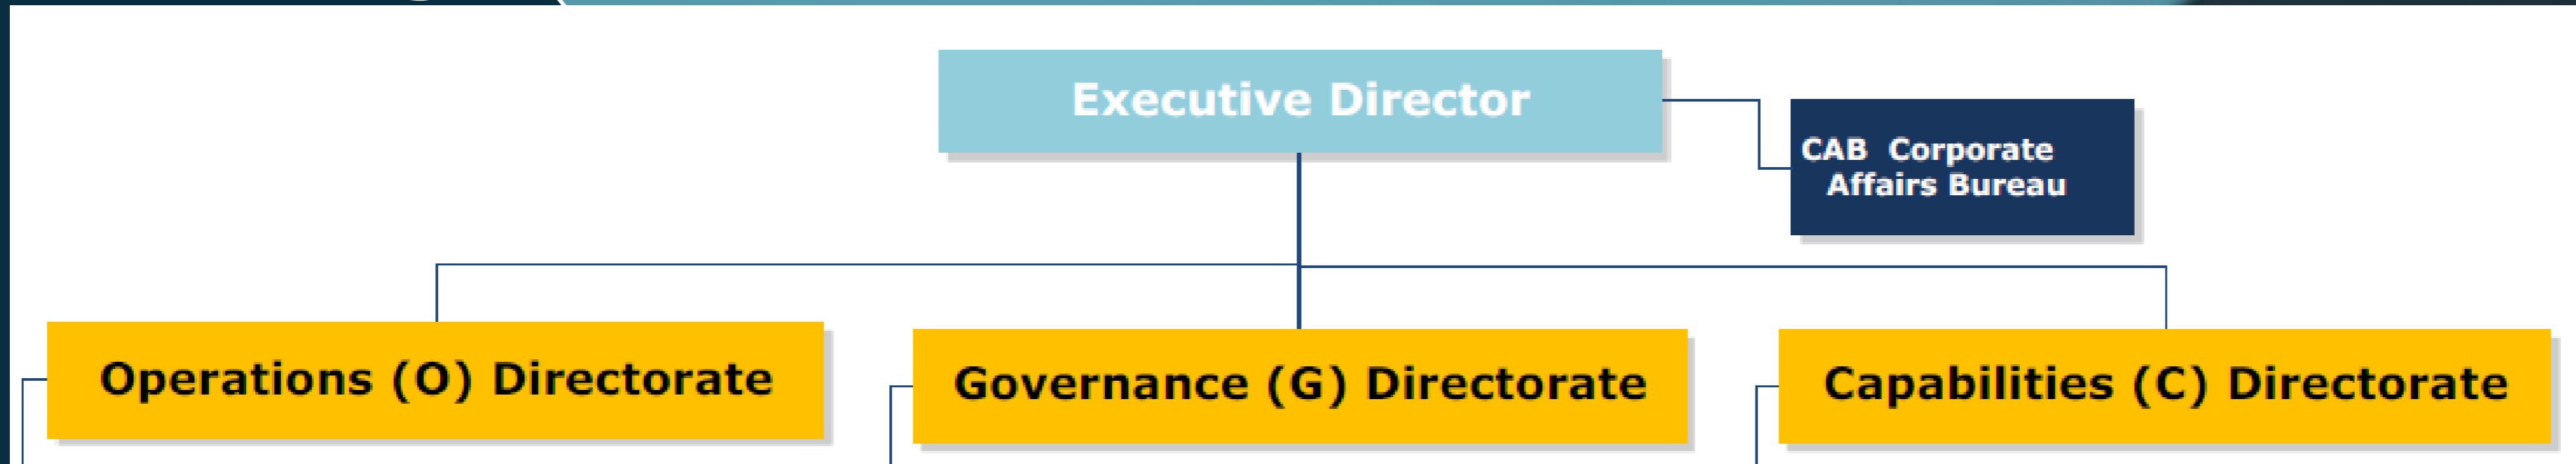 Executive Director
CAB  Corporate
Affairs Bureau
Operations (O) Directorate
Governance (G) Directorate
Capabilities (C) Directorate